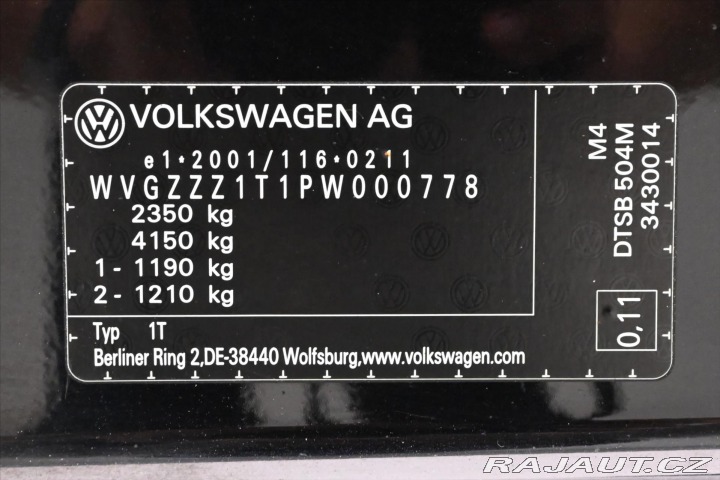 VOLKSWAGEN AG
e1*2001/116*0211
WVGZZZ1T1PW000778
2350 kg
4150 kg
1 - 1190 kg
2 - 1210 kg
Typ 1T
Berliner Ring 2,DE-38440 Wolfsburg,www.volkswagen.com
M4
DTSB 504M
3430014
0,11
RAJAUT.CZ